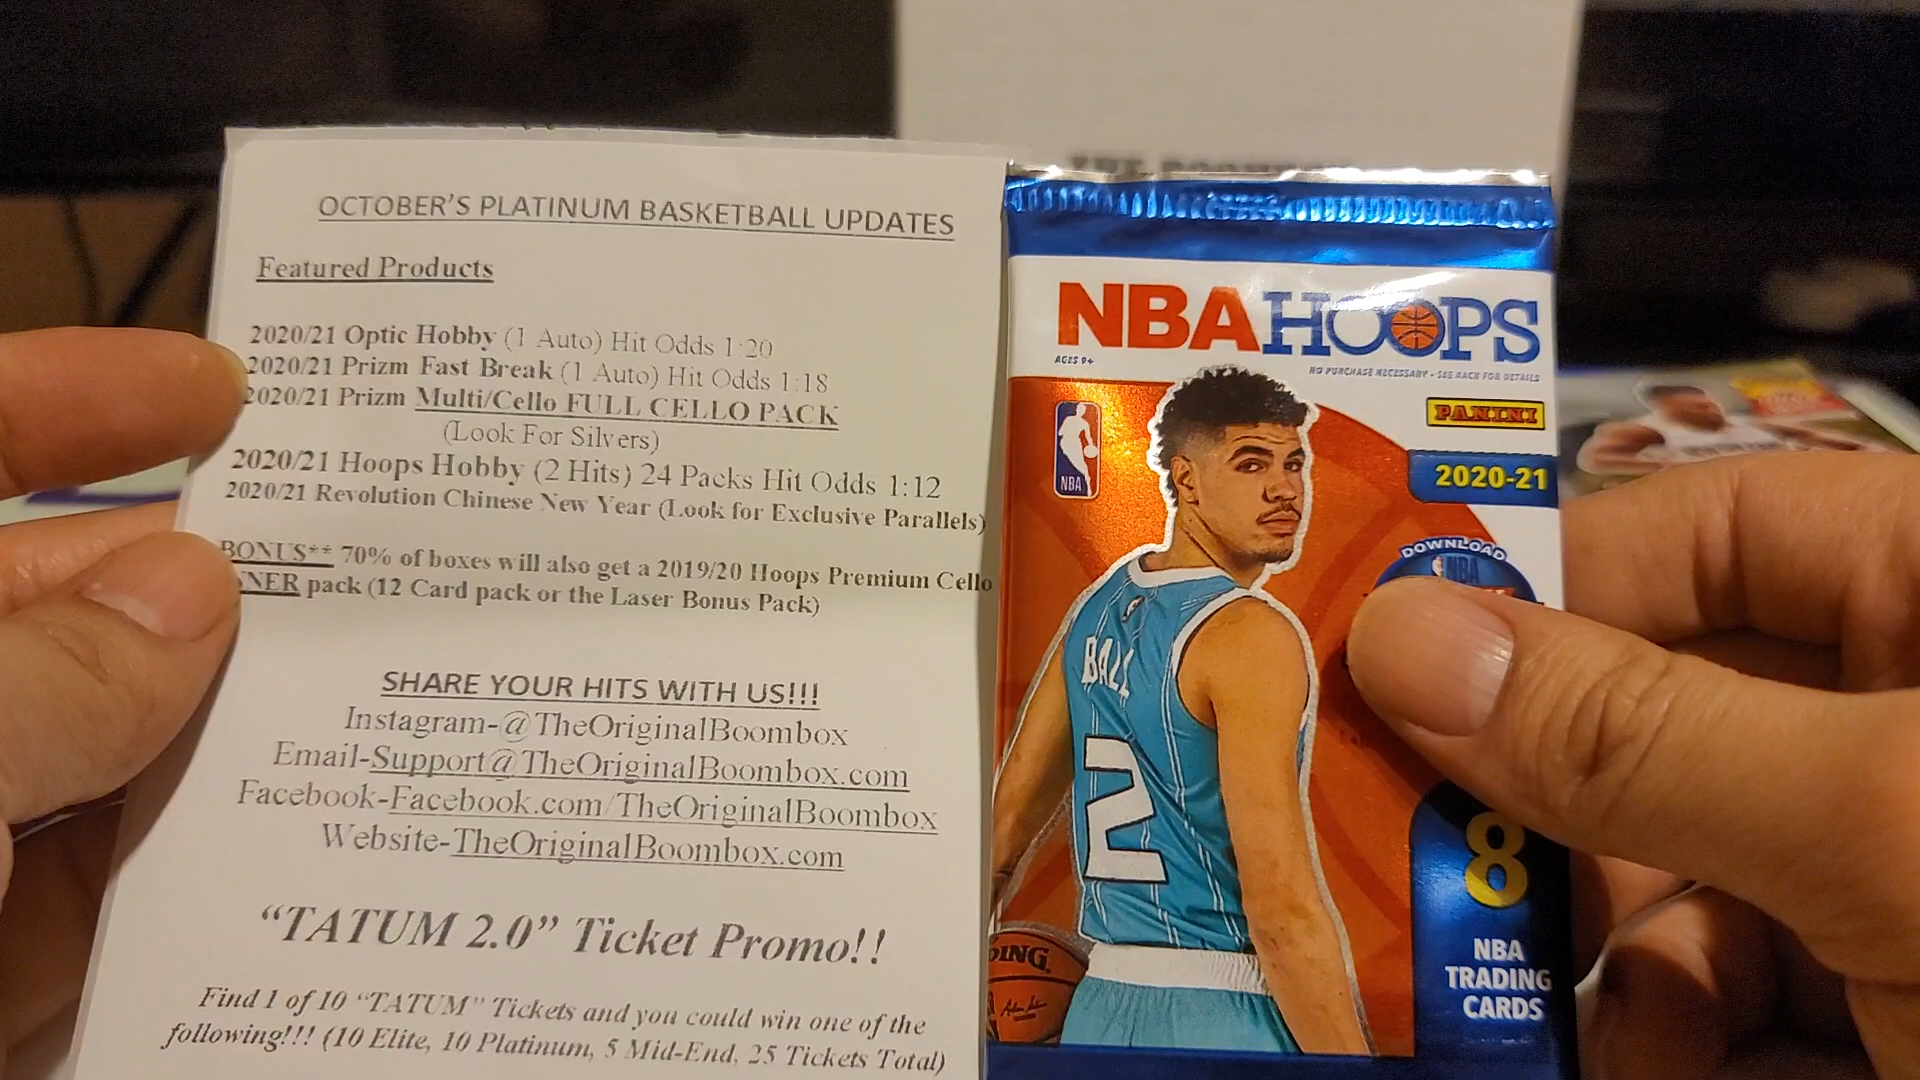 OCTOBER'S PLATINUM BASKETBALL UPDATES
Featured Products
2020/21 Optic Hobby (1 Auto) Hit Odds 1:20
2020/21 Prizm Fast Break (1 Auto) Hit Odds 1:18
2020/21 Prizm Multi/Cello FULL CELLO PACK
(Look For Silvers)
2020/21 Hoops Hobby (2 Hits) 24 Packs Hit Odds 1:12
2020/21 Revolution Chinese New Year (Look for Exclusive Parallels)
BONUS** 70% of boxes will also get a 2019/20 Hoops Premium Cello
pack (12 Card pack or the Laser Bonus Pack)
SHARE YOUR HITS WITH US!!!
Instagram-@TheOriginalBoombox
Email-Support@TheOriginalBoombox.com
Facebook-Facebook.com/TheOriginalBoombox
Website-TheOriginalBoombox.com
“TATUM 2.0” Ticket Promo!!
Find 1 of 10 “TATUM” Tickets and you could win one of the
following!!! (10 Elite, 10 Platinum, 5 Mid-End, 25 Tickets Total)
NBA HOOPS
AGES 9+
NO PURCHASE NECESSARY - SEE BACK FOR DETAILS
PANINI
NBA
2020-21
DOWNLOAD
NBA
BALL
2
8
NBA
TRADING
CARDS